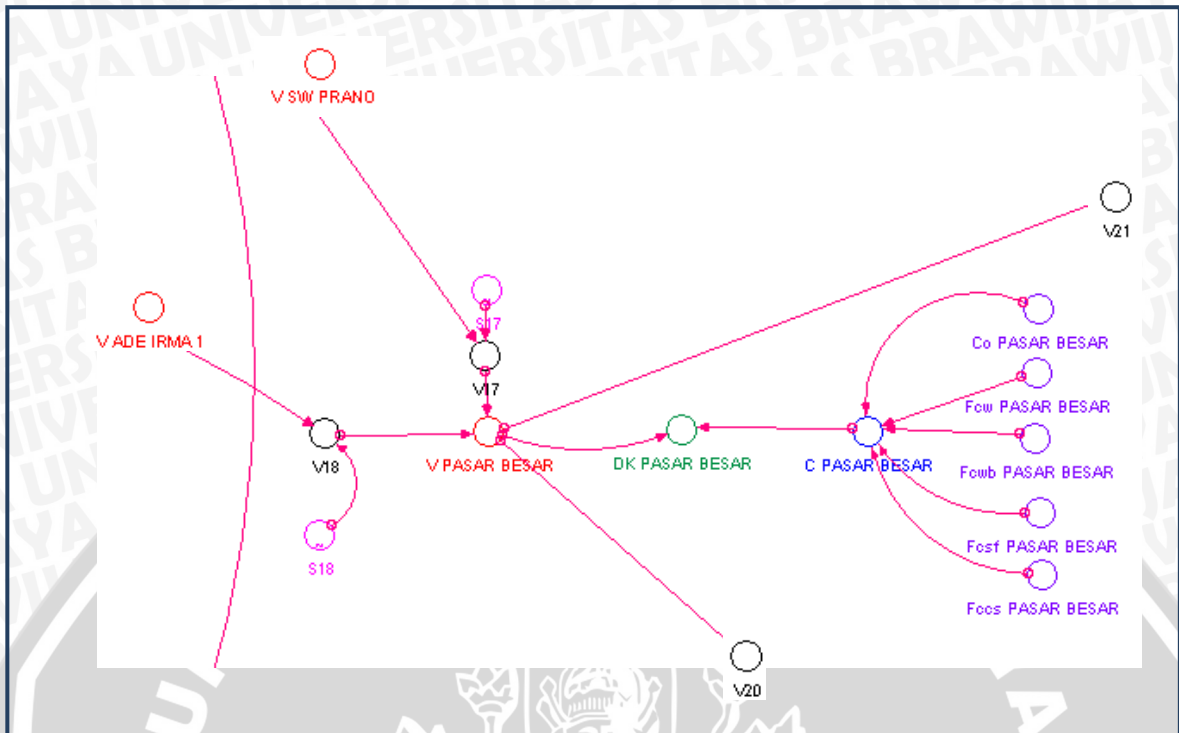 V SW PRANO
V21
S17
Co PASAR BESAR
V ADE IRMA 1
V17
Fcw PASAR BESAR
V18
V PASAR BESAR
DK PASAR BESAR
C PASAR BESAR
Fcwb PASAR BESAR
Fcsf PASAR BESAR
S18
Fccs PASAR BESAR
V20